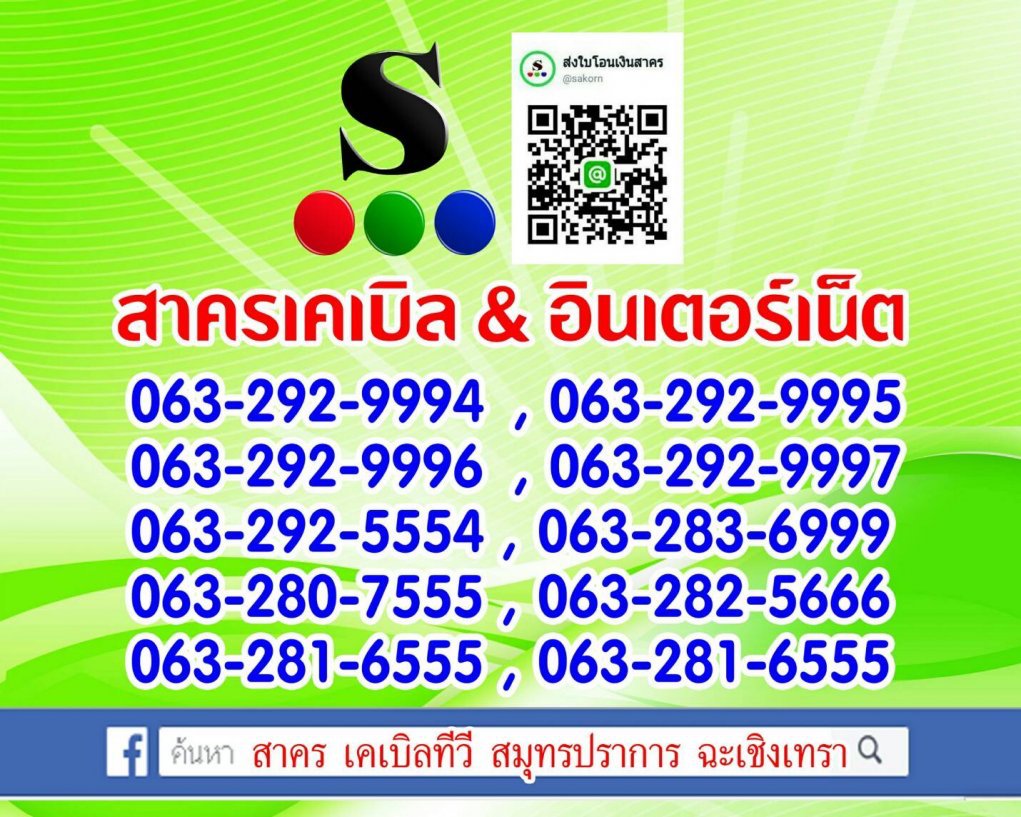 S
ส่งใบโอนเงินสาคร
@sakorn
@
สาครเคเบิล & อินเตอร์เน็ต
063-292-9994 , 063-292-9995
063-292-9996 , 063-292-9997
063-292-5554 , 063-283-6999
063-280-7555 , 063-282-5666
063-281-6555 , 063-281-6555
f ค้นหา สาคร เคเบิลทีวี สมุทรปราการ ฉะเชิงเทรา